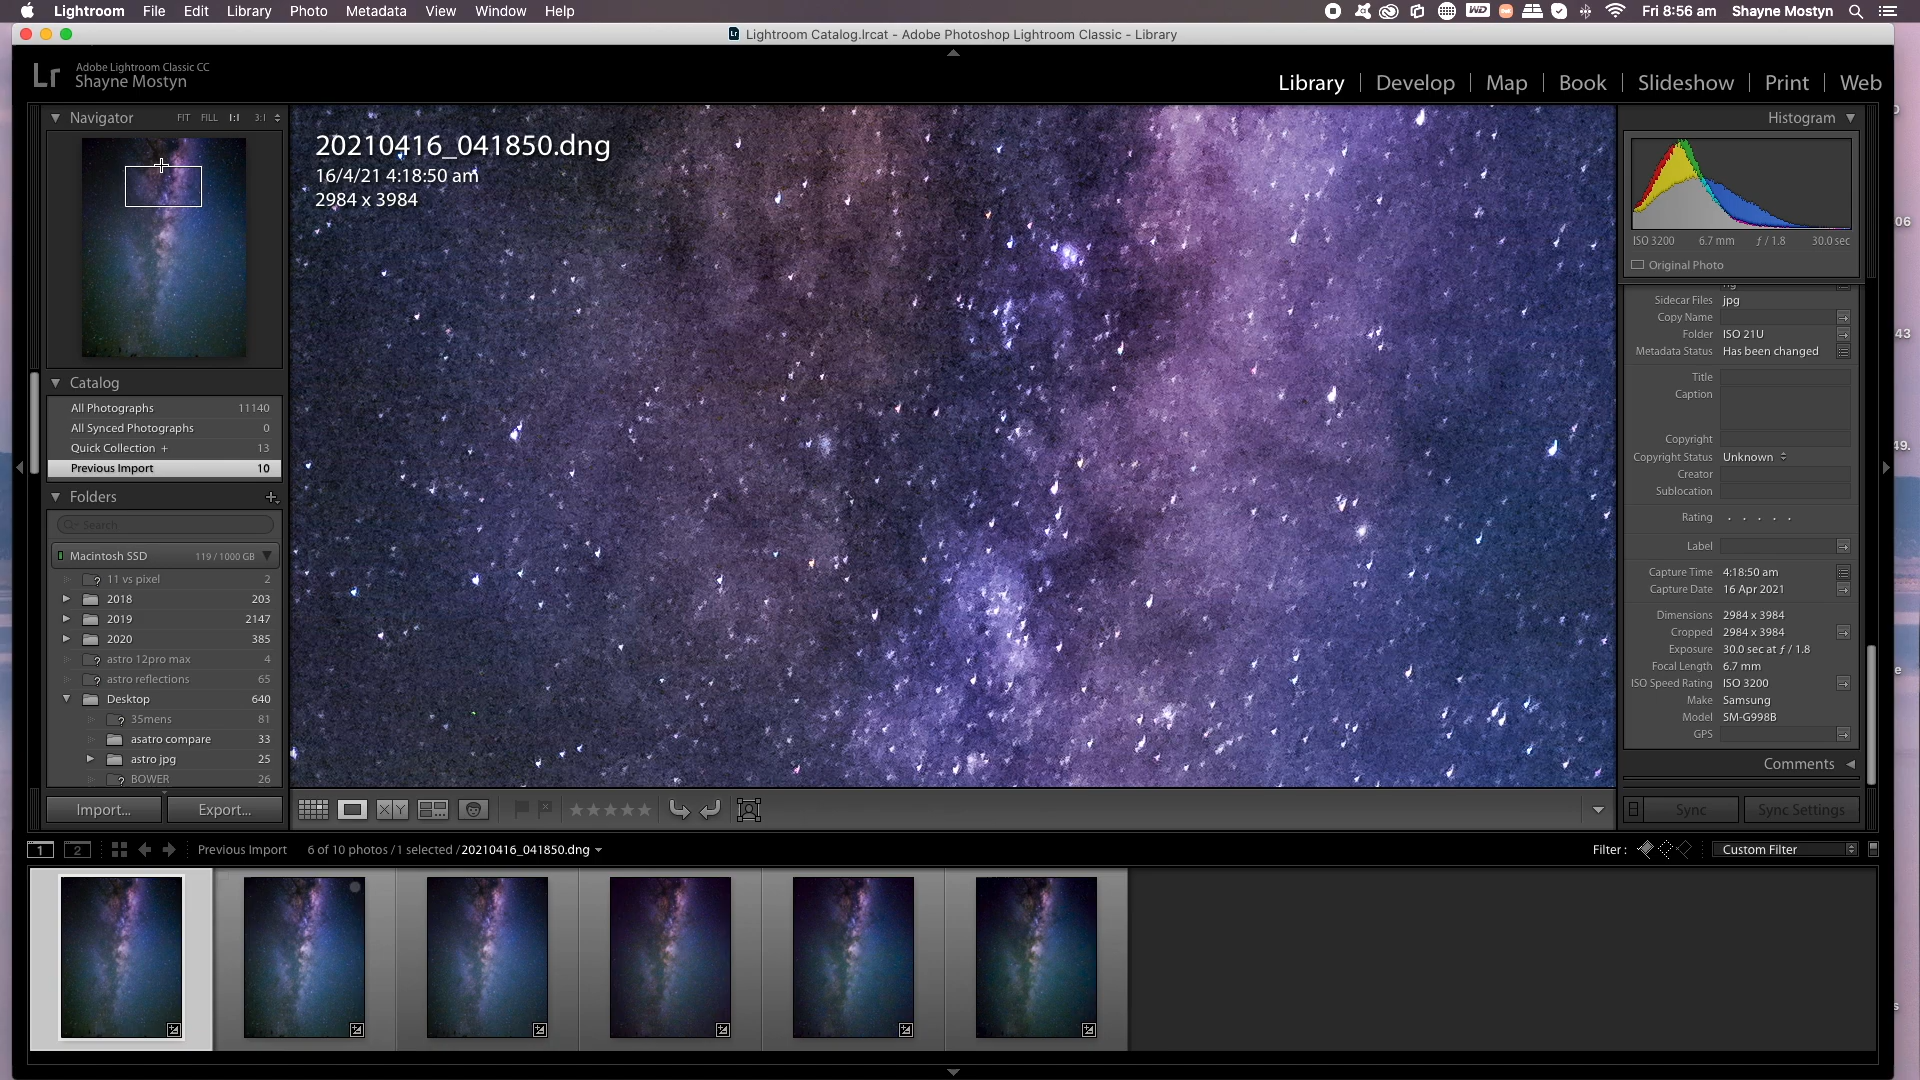 Lightroom File Edit Library Photo Metadata View Window Help
WD Fri 8:56 am Shayne Mostyn
Lr Lightroom Catalog.lrcat - Adobe Photoshop Lightroom Classic - Library
Lr Adobe Lightroom Classic CC
Shayne Mostyn
Library Develop Map Book Slideshow Print Web
Navigator FIT FILL 1:1 3:1
20210416_041850.dng
16/4/21 4:18:50 am
2984 x 3984
Catalog
All Photographs 11140
All Synced Photographs 0
Quick Collection + 13
Previous Import 10
Folders +
Search
Macintosh SSD 119 / 1000 GB
? 11 vs pixel 2
2018 203
2019 2147
2020 385
? astro 12pro max 4
? astro reflections 65
Desktop 640
? 35mens 81
asatro compare 33
astro jpg 25
? BOWER 26
Import... Export...
Histogram
ISO 3200 6.7 mm ƒ / 1.8 30.0 sec
Original Photo
Sidecar Files jpg
Copy Name
Folder ISO 21U
Metadata Status Has been changed
Title
Caption
Copyright
Copyright Status Unknown
Creator
Sublocation
Rating . . . . .
Label
Capture Time 4:18:50 am
Capture Date 16 Apr 2021
Dimensions 2984 x 3984
Cropped 2984 x 3984
Exposure 30.0 sec at ƒ / 1.8
Focal Length 6.7 mm
ISO Speed Rating ISO 3200
Make Samsung
Model SM-G998B
GPS
Comments
Sync Sync Settings
X Y
1 2 Previous Import 6 of 10 photos / 1 selected / 20210416_041850.dng
Filter : Custom Filter
06
43
49.